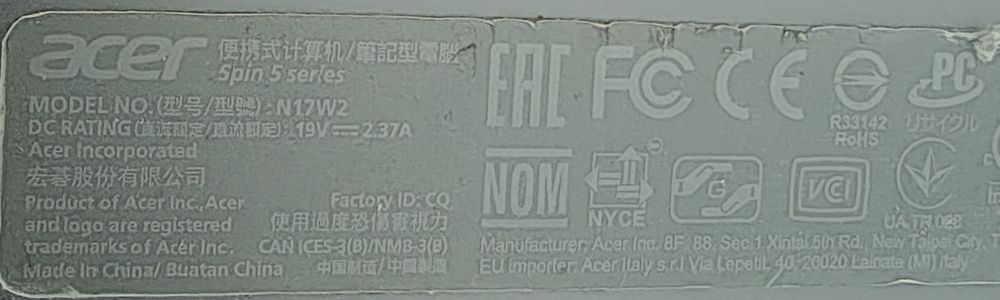 acer 便携式计算机/筆記型電腦
Spin 5 series
MODEL NO.(型号/型號): N17W2
DC RATING(直流额定/直流額定): 19V⎓2.37A
Acer Incorporated
宏碁股份有限公司
Product of Acer Inc., Acer
and logo are registered
trademarks of Acer Inc.
Made In China/ Buatan China
Factory ID: CQ
使用過度恐傷害視力
CAN ICES-3(B)/NMB-3(B)
中国制造/中國製造
EAC FC CE
R33142
RoHS
PC
リサイクル
NOM
NYCE
VCI
UA.TR.028
Manufacturer: Acer Inc. 8F, 88, Sec.1 Xintai 5th Rd., New Taipei City, T
EU Importer: Acer Italy s.r.l Via Lepetit, 40, 20020 Lainate (MI) Italy